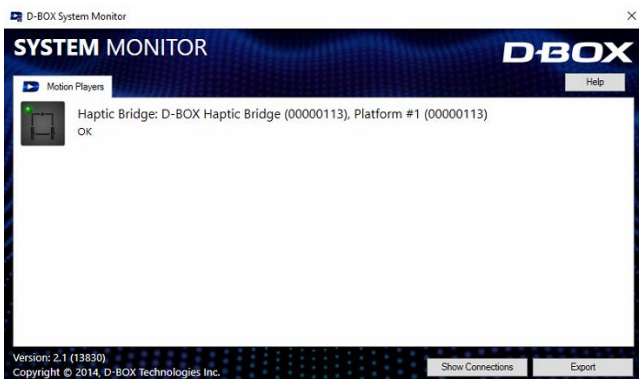 D-BOX System Monitor
SYSTEM MONITOR
D-BOX
Motion Players
Help
Haptic Bridge: D-BOX Haptic Bridge (00000113), Platform #1 (00000113)
OK
Version: 2.1 (13830)
Copyright © 2014, D-BOX Technologies Inc.
Show Connections
Export